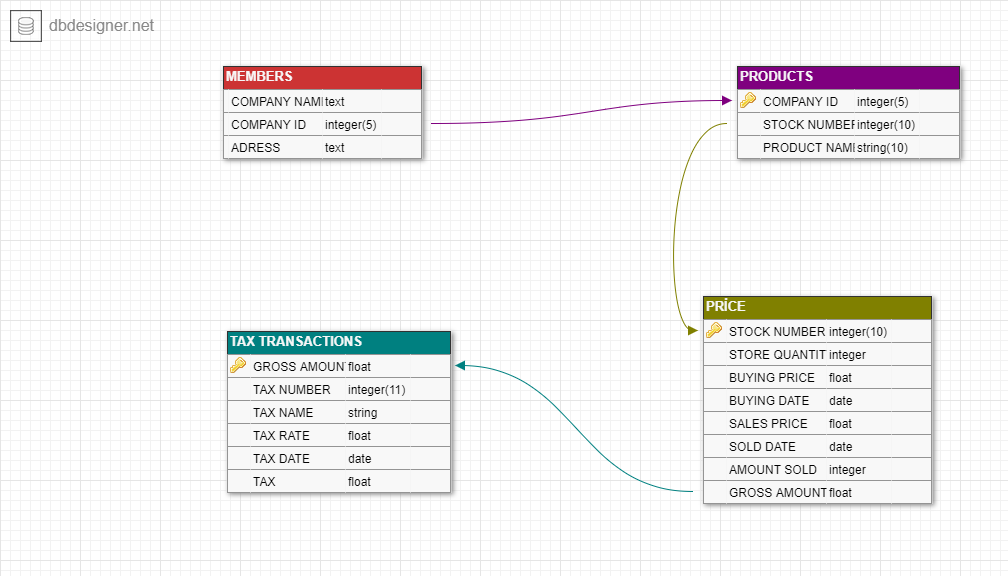 dbdesigner.net
MEMBERS
COMPANY NAM text
COMPANY ID integer(5)
ADRESS text
PRODUCTS
COMPANY ID integer(5)
STOCK NUMBER integer(10)
PRODUCT NAM string(10)
PRİCE
STOCK NUMBER integer(10)
STORE QUANTIT integer
BUYING PRICE float
BUYING DATE date
SALES PRICE float
SOLD DATE date
AMOUNT SOLD integer
GROSS AMOUNT float
TAX TRANSACTIONS
GROSS AMOUN float
TAX NUMBER integer(11)
TAX NAME string
TAX RATE float
TAX DATE date
TAX float